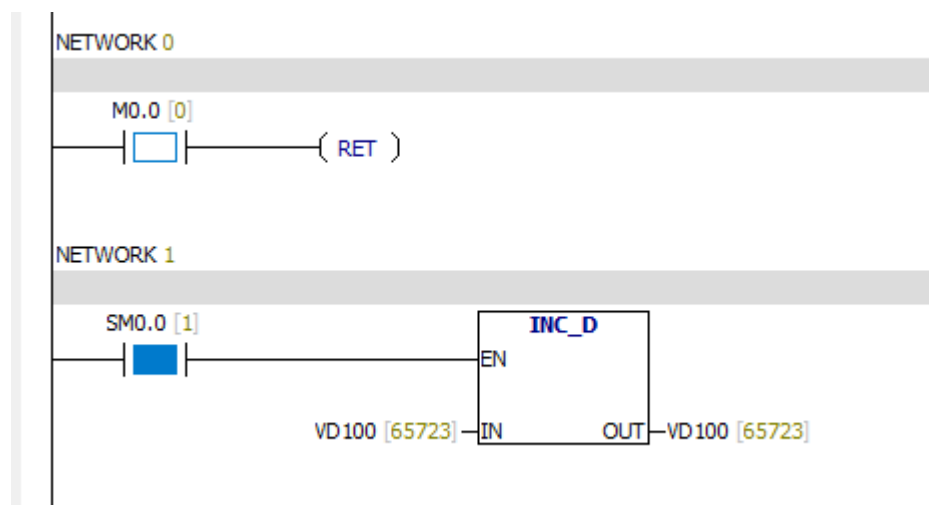 NETWORK 0
M0.0 [0]
( RET )
NETWORK 1
SM0.0 [1]
INC_D
EN
VD100 [65723] IN OUT VD100 [65723]